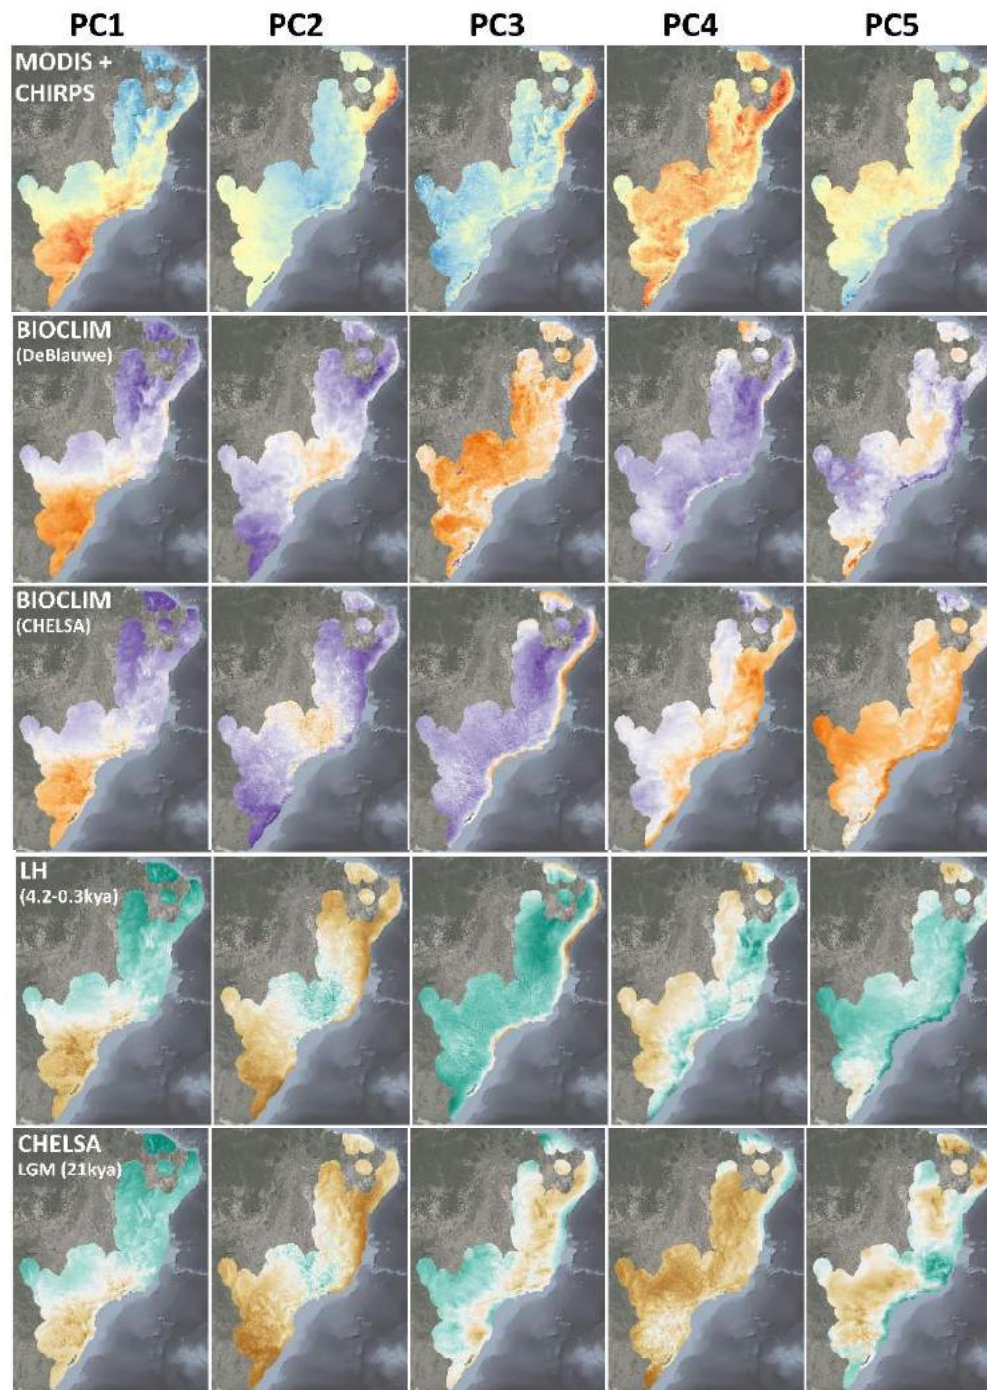 PC1 PC2 PC3 PC4 PC5
MODIS +
CHIRPS
BIOCLIM
(DeBlauwe)
BIOCLIM
(CHELSA)
LH
(4.2-0.3kya)
CHELSA
LGM (21kya)